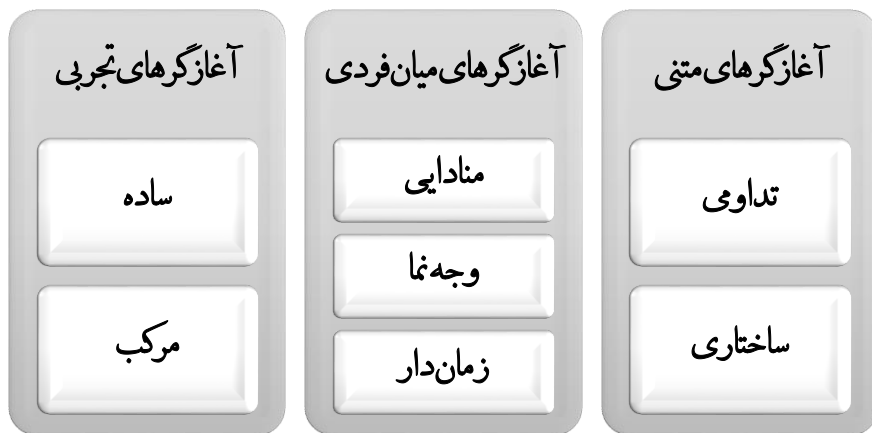 آغازگرهای متنی
تداومی
ساختاری
آغازگرهای میان‌فردی
منادایی
وجه‌نما
زمان‌دار
آغازگرهای تجربی
ساده
مرکب